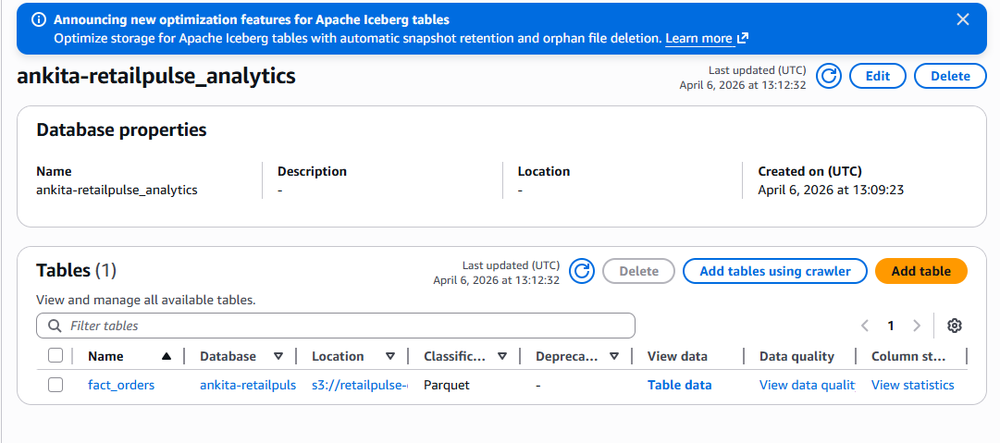 Announcing new optimization features for Apache Iceberg tables
Optimize storage for Apache Iceberg tables with automatic snapshot retention and orphan file deletion. Learn more
ankita-retailpulse_analytics
Last updated (UTC)
April 6, 2026 at 13:12:32
Edit
Delete
Database properties
Name
ankita-retailpulse_analytics
Description
-
Location
-
Created on (UTC)
April 6, 2026 at 13:09:23
Tables (1)
Last updated (UTC)
April 6, 2026 at 13:12:32
Delete
Add tables using crawler
Add table
View and manage all available tables.
Filter tables
1
Name Database Location Classific... Depreca... View data Data quality Column st...
fact_orders ankita-retailpuls s3://retailpulse- Parquet - Table data View data qualit View statistics